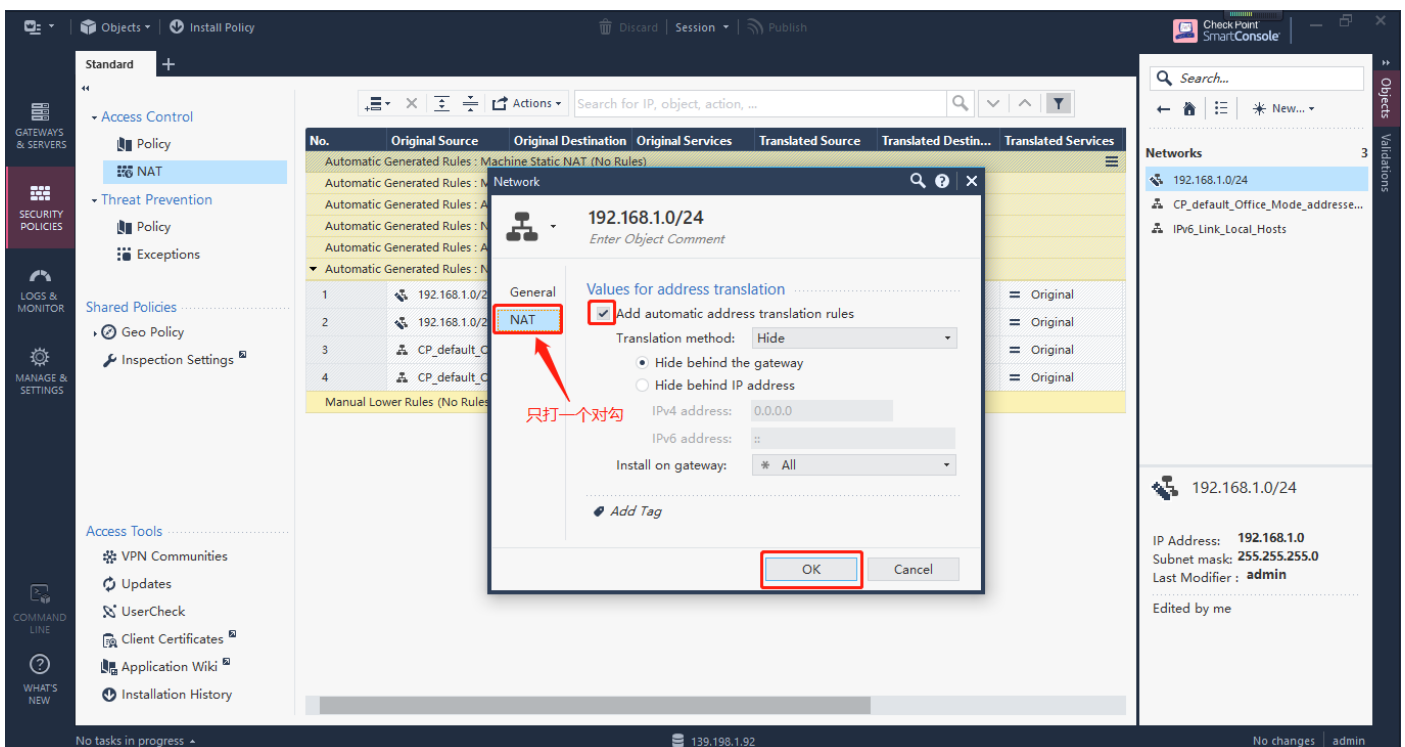 Objects
Install Policy
Discard
Session
Publish
Check Point
SmartConsole
GATEWAYS
& SERVERS
SECURITY
POLICIES
LOGS &
MONITOR
MANAGE &
SETTINGS
COMMAND
LINE
WHAT'S
NEW
Standard
Access Control
Policy
NAT
Threat Prevention
Policy
Exceptions
Shared Policies
Geo Policy
Inspection Settings
Access Tools
VPN Communities
Updates
UserCheck
Client Certificates
Application Wiki
Installation History
Actions
Search for IP, object, action, ...
No. Original Source Original Destination Original Services Translated Source Translated Destin... Translated Services
Automatic Generated Rules : Machine Static NAT (No Rules)
Automatic Generated Rules : M
Automatic Generated Rules : A
Automatic Generated Rules : N
Automatic Generated Rules : A
Automatic Generated Rules : N
1 192.168.1.0/2 = Original
2 192.168.1.0/2 = Original
3 CP_default_O = Original
4 CP_default_O = Original
Manual Lower Rules (No Rules
Network
192.168.1.0/24
Enter Object Comment
General
NAT
只打一个对勾
Values for address translation
Add automatic address translation rules
Translation method: Hide
Hide behind the gateway
Hide behind IP address
IPv4 address: 0.0.0.0
IPv6 address: ::
Install on gateway: * All
Add Tag
OK
Cancel
Search...
New...
Networks 3
192.168.1.0/24
CP_default_Office_Mode_addresse...
IPv6_Link_Local_Hosts
192.168.1.0/24
IP Address: 192.168.1.0
Subnet mask: 255.255.255.0
Last Modifier : admin
Edited by me
Objects
Validations
No tasks in progress
139.198.1.92
No changes
admin